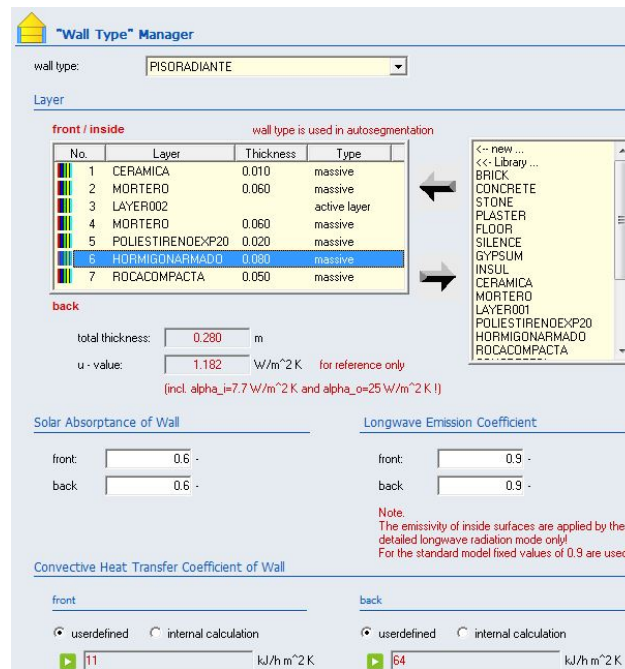 "Wall Type" Manager
wall type: PISORADIANTE
Layer
front / inside wall type is used in autosegmentation
No. Layer Thickness Type
1 CERAMICA 0.010 massive
2 MORTERO 0.060 massive
3 LAYER002 active layer
4 MORTERO 0.060 massive
5 POLIESTIRENOEXP20 0.020 massive
6 HORMIGONARMADO 0.080 massive
7 ROCACOMPACTA 0.050 massive
back
<-- new ...
<<- Library ...
BRICK
CONCRETE
STONE
PLASTER
FLOOR
SILENCE
GYPSUM
INSUL
CERAMICA
MORTERO
LAYER001
POLIESTIRENOEXP20
HORMIGONARMADO
ROCACOMPACTA
total thickness: 0.280 m
u - value: 1.182 W/m^2 K for reference only
(incl. alpha_i=7.7 W/m^2 K and alpha_o=25 W/m^2 K !)
Solar Absorptance of Wall
front: 0.6 -
back 0.6 -
Longwave Emission Coefficient
front: 0.9 -
back 0.9 -
Note.
The emissivity of inside surfaces are applied by the
detailed longwave radiation mode only!
For the standard model fixed values of 0.9 are used
Convective Heat Transfer Coefficient of Wall
front
userdefined internal calculation
11 kJ/h m^2 K
back
userdefined internal calculation
64 kJ/h m^2 K